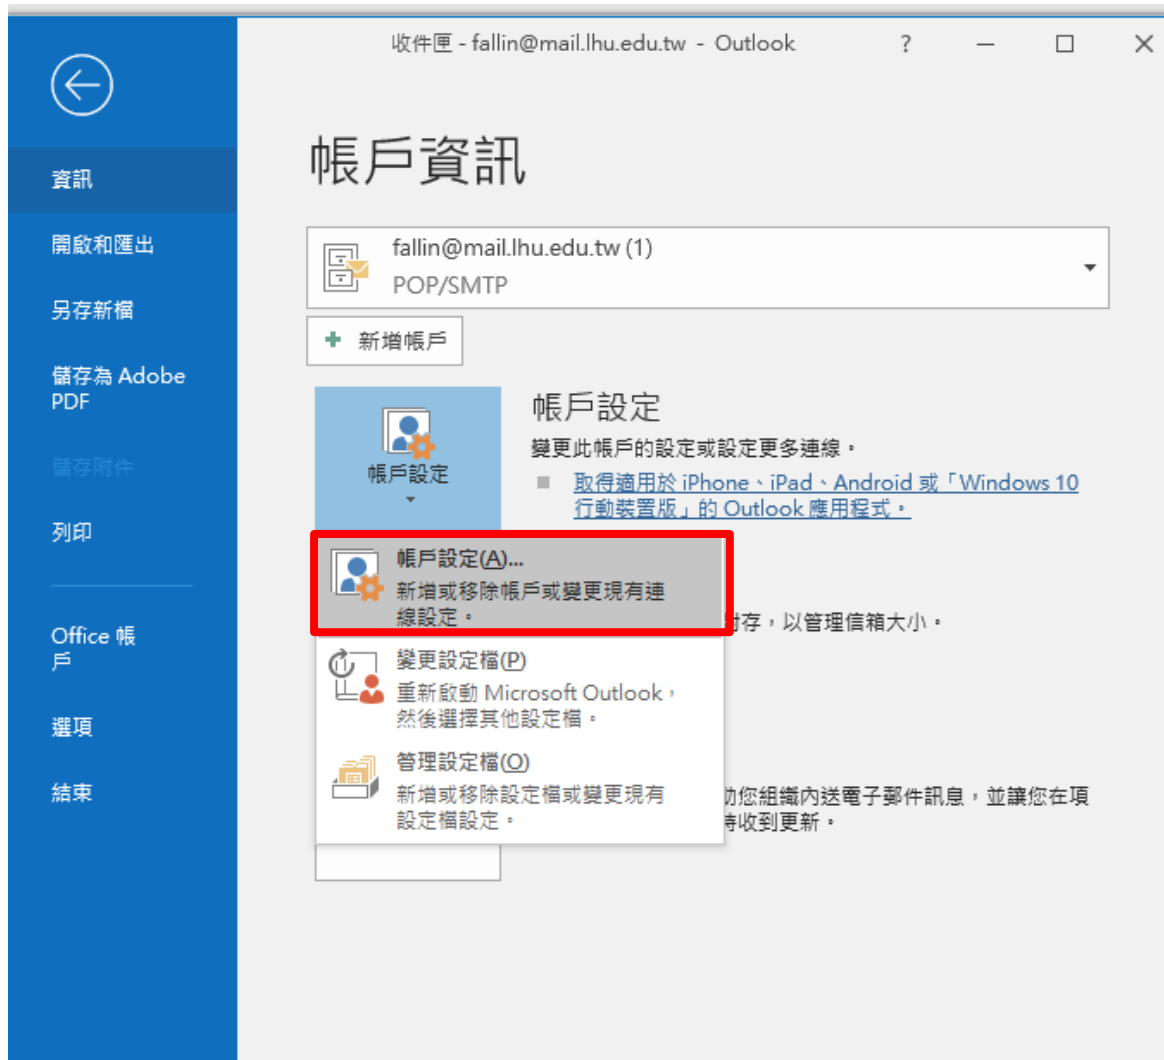 收件匣 - fallin@mail.lhu.edu.tw - Outlook
帳戶資訊
資訊
開啟和匯出
另存新檔
儲存為 Adobe
PDF
儲存附件
列印
Office 帳
戶
選項
結束
fallin@mail.lhu.edu.tw (1)
POP/SMTP
新增帳戶
帳戶設定
帳戶設定
變更此帳戶的設定或設定更多連線。
取得適用於 iPhone、iPad、Android 或「Windows 10
行動裝置版」的 Outlook 應用程式。
帳戶設定(A)...
新增或移除帳戶或變更現有連
線設定。
封存，以管理信箱大小。
變更設定檔(P)
重新啟動 Microsoft Outlook，
然後選擇其他設定檔。
管理設定檔(O)
新增或移除設定檔或變更現有
設定檔設定。
您組織內送電子郵件訊息，並讓您在項
收到更新。